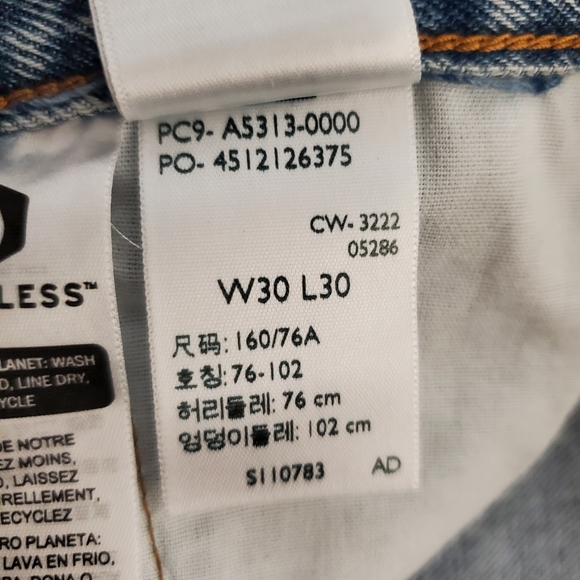 PC9- A5313-0000
PO- 4512126375
CW- 3222
05286
W30 L30
尺码: 160/76A
호칭: 76-102
허리둘레: 76 cm
엉덩이둘레: 102 cm
S110783 AD
LESS™
LANET: WASH
D, LINE DRY,
YCLE
DE NOTRE
EZ MOINS,
D, LAISSEZ
RELLEMENT,
ECYCLEZ
RO PLANETA:
LAVA EN FRIO,